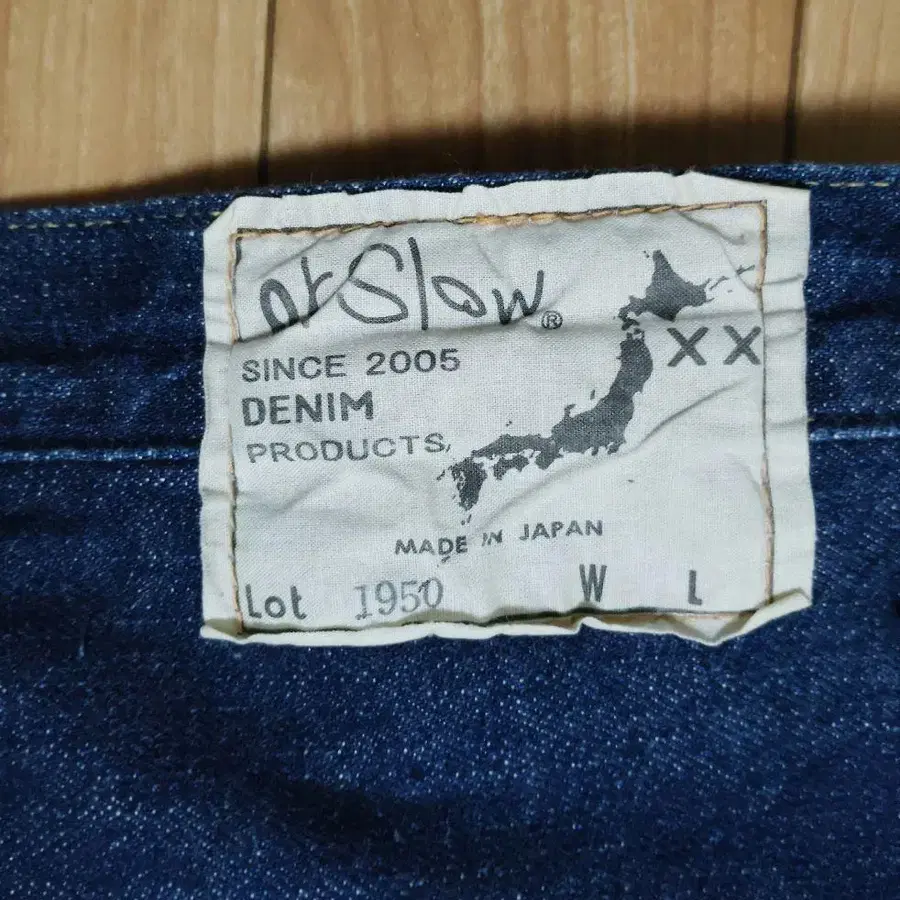 orSlow®
SINCE 2005
XX
DENIM
PRODUCTS,
MADE IN JAPAN
Lot 1950 W L